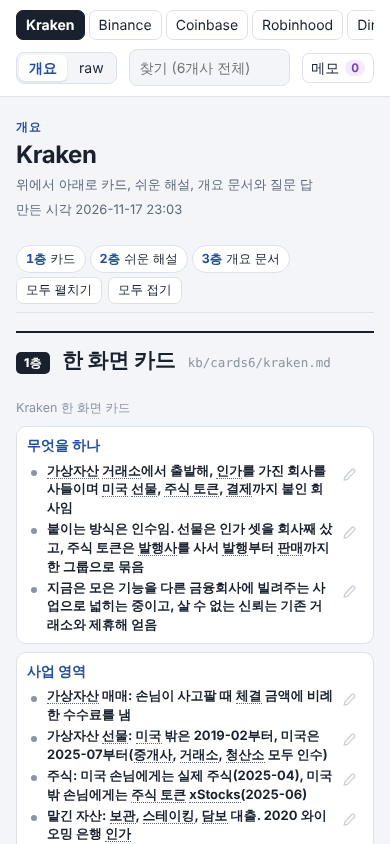 Kraken Binance Coinbase Robinhood
개요 raw 찾기 (6개사 전체) 메모 0
개요
Kraken
위에서 아래로 카드, 쉬운 해설, 개요 문서와 질문 답
만든 시각 2026-11-17 23:03
1층 카드 2층 쉬운 해설 3층 개요 문서
모두 펼치기 모두 접기
1층 한 화면 카드 kb/cards6/kraken.md
Kraken 한 화면 카드
무엇을 하나
가상자산 거래소에서 출발해, 인가를 가진 회사를
사들이며 미국 선물, 주식 토큰, 결제까지 붙인 회
사임
붙이는 방식은 인수임. 선물은 인가 셋을 회사째 샀
고, 주식 토큰은 발행사를 사서 발행부터 판매까지
한 그룹으로 묶음
지금은 모은 기능을 다른 금융회사에 빌려주는 사
업으로 넓히는 중이고, 살 수 없는 신뢰는 기존 거
래소와 제휴해 얻음
사업 영역
가상자산 매매: 손님이 사고팔 때 체결 금액에 비례
한 수수료를 냄
가상자산 선물: 미국 밖은 2019-02부터, 미국은
2025-07부터(중개사, 거래소, 청산소 모두 인수)
주식: 미국 손님에게는 실제 주식(2025-04), 미국
밖 손님에게는 주식 토큰 xStocks(2025-06)
맡긴 자산: 보관, 스테이킹, 담보 대출. 2020 와이
오밍 은행 인가